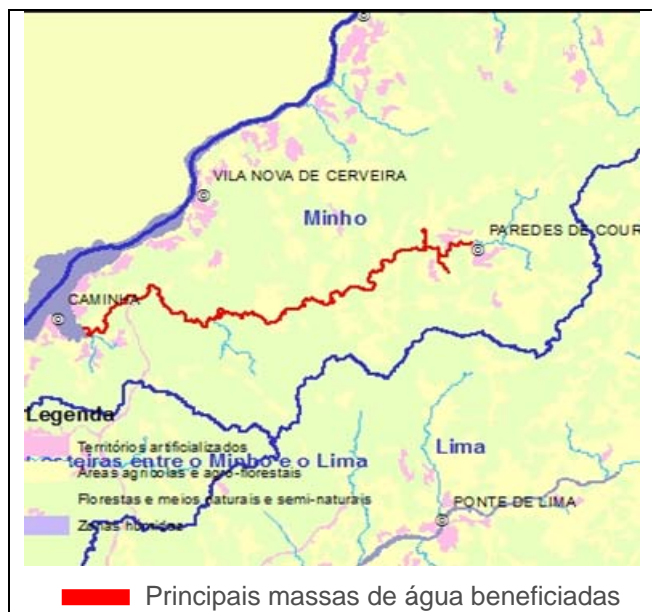 VILA NOVA DE CERVEIRA
Minho
PAREDES DE COUR
CAMINHA
Legenda
Territórios artificializados
Lima
osteiras entre o Minho e o Lima
Áreas agrícolas e agro-florestais
Florestas e meios naturais e semi-naturais
PONTE DE LIMA
Zonas húmidas
Principais massas de água beneficiadas